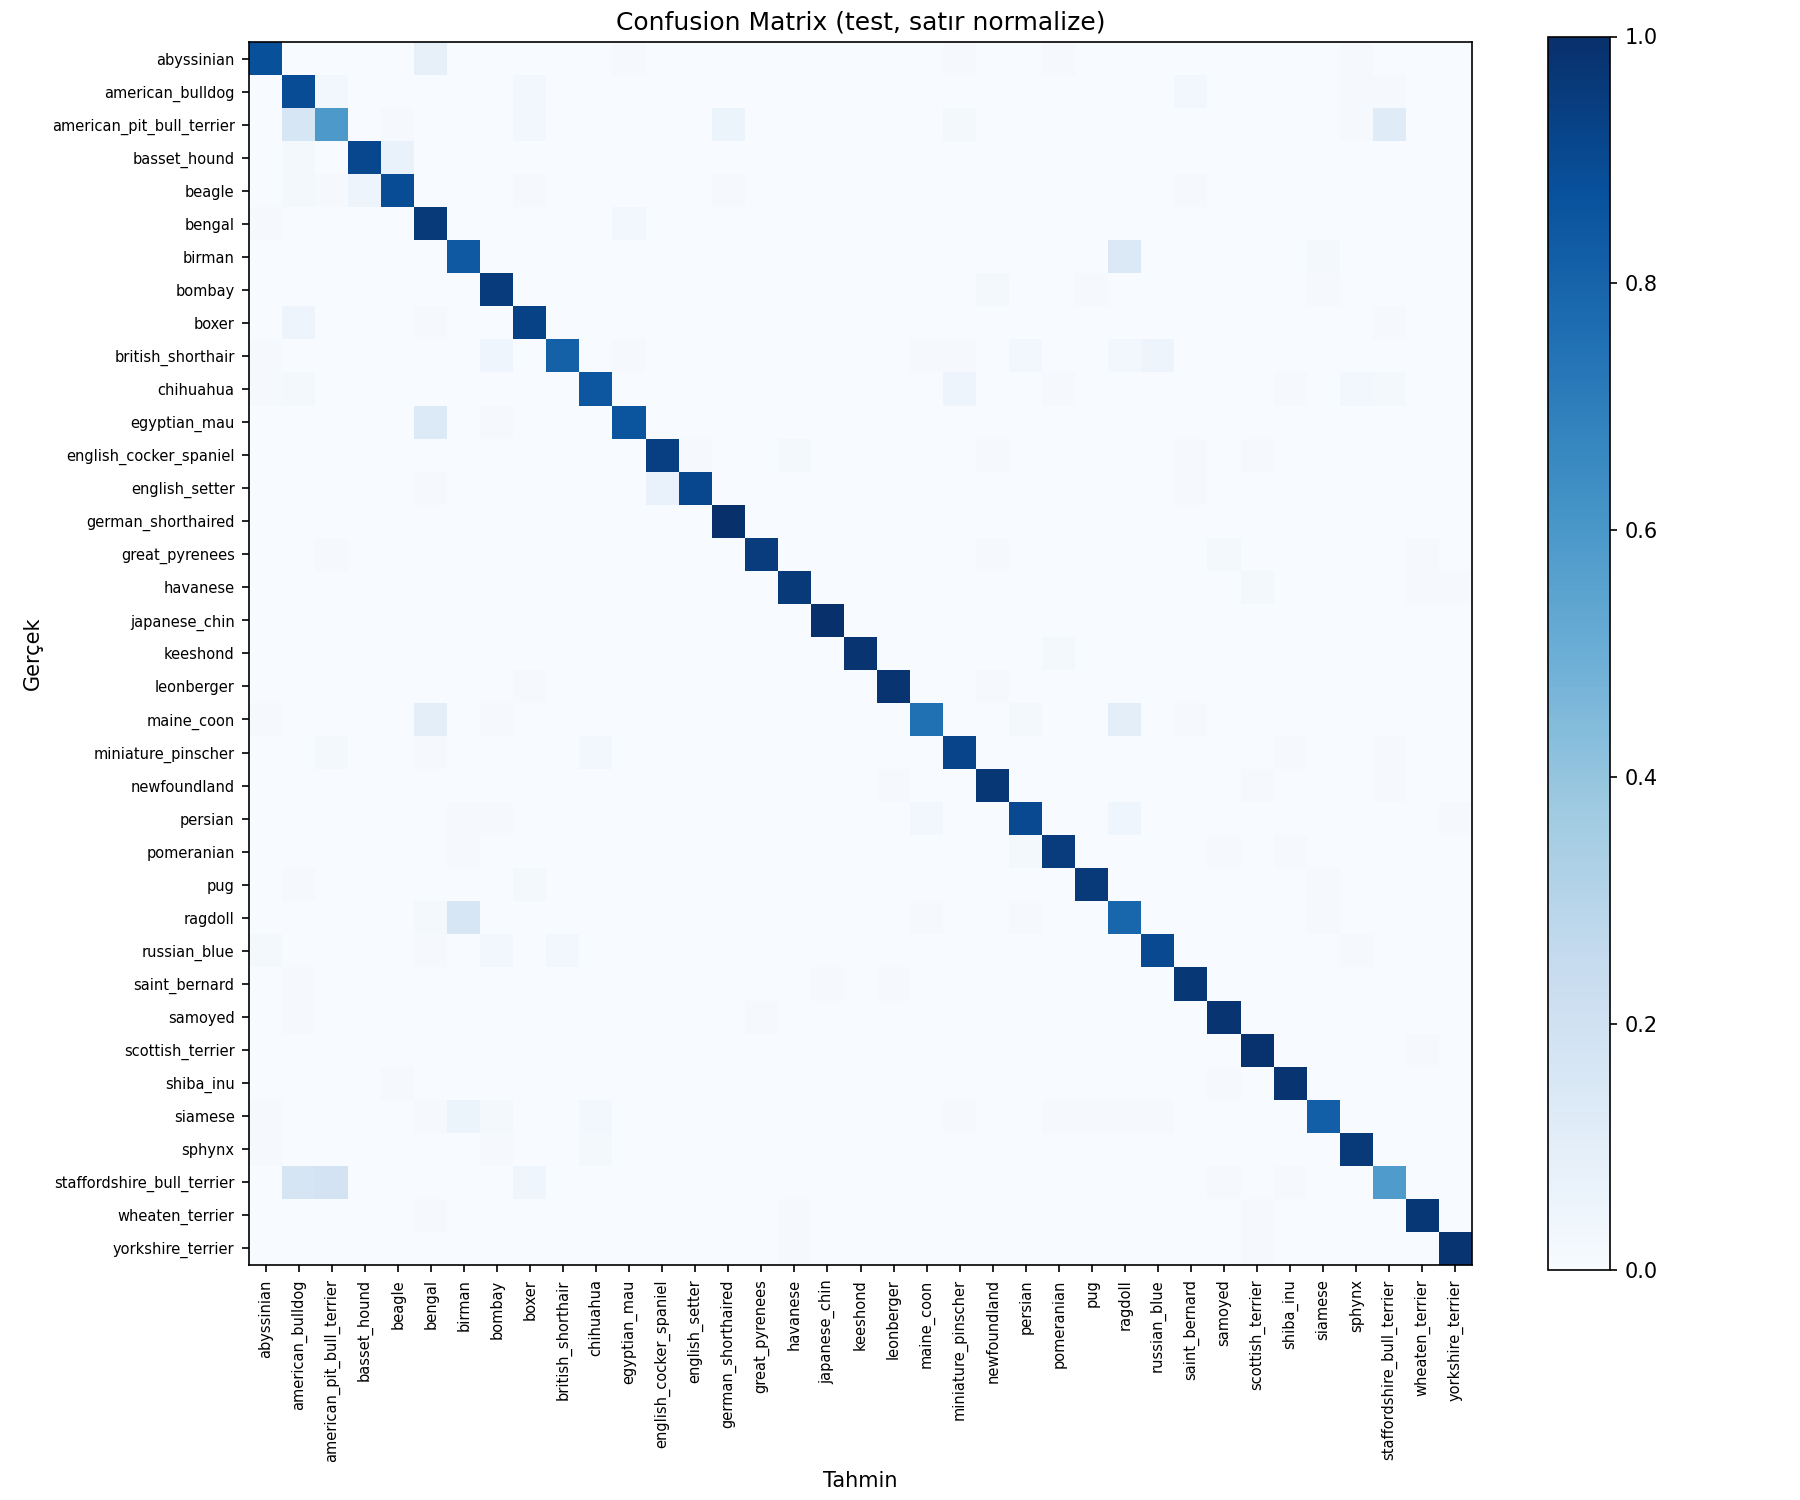 Confusion Matrix (test, satır normalize)
Gerçek
abyssinian
american_bulldog
american_pit_bull_terrier
basset_hound
beagle
bengal
birman
bombay
boxer
british_shorthair
chihuahua
egyptian_mau
english_cocker_spaniel
english_setter
german_shorthaired
great_pyrenees
havanese
japanese_chin
keeshond
leonberger
maine_coon
miniature_pinscher
newfoundland
persian
pomeranian
pug
ragdoll
russian_blue
saint_bernard
samoyed
scottish_terrier
shiba_inu
siamese
sphynx
staffordshire_bull_terrier
wheaten_terrier
yorkshire_terrier
abyssinian
american_bulldog
american_pit_bull_terrier
basset_hound
beagle
bengal
birman
bombay
boxer
british_shorthair
chihuahua
egyptian_mau
english_cocker_spaniel
english_setter
german_shorthaired
great_pyrenees
havanese
japanese_chin
keeshond
leonberger
maine_coon
miniature_pinscher
newfoundland
persian
pomeranian
pug
ragdoll
russian_blue
saint_bernard
samoyed
scottish_terrier
shiba_inu
siamese
sphynx
staffordshire_bull_terrier
wheaten_terrier
yorkshire_terrier
Tahmin
1.0
0.8
0.6
0.4
0.2
0.0